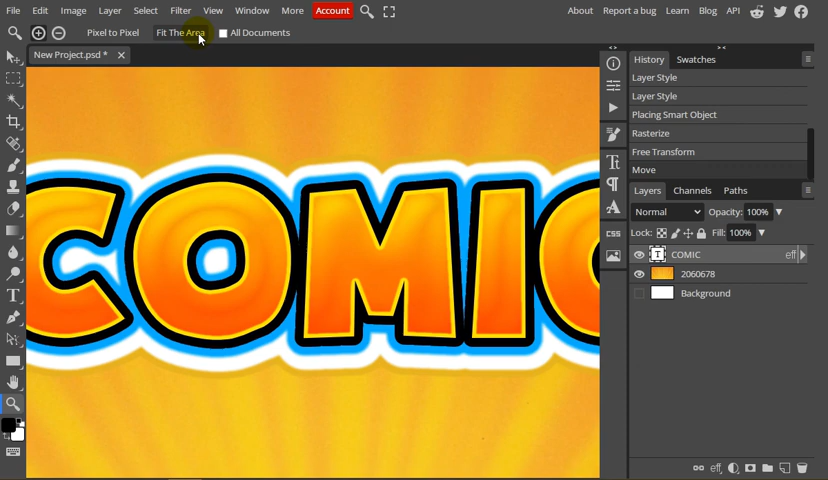 File Edit Image Layer Select Filter View Window More Account About Report a bug Learn Blog API
Pixel to Pixel Fit The Area All Documents
New Project.psd *
History Swatches
Layer Style
Layer Style
Placing Smart Object
Rasterize
Free Transform
Move
Layers Channels Paths
Normal Opacity: 100%
Lock: Fill: 100%
COMIC eff
2060678
Background
COMIC
CSS
eff